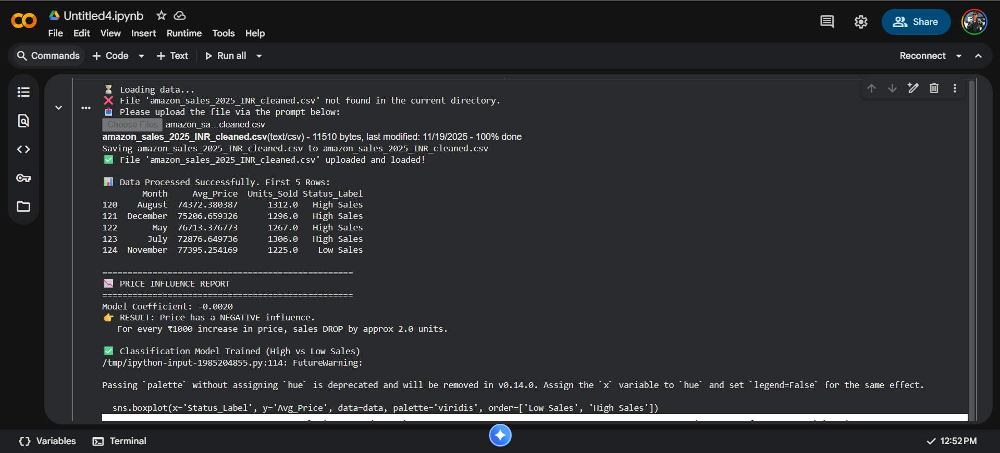 Untitled4.ipynb
File Edit View Insert Runtime Tools Help
Share
Commands + Code + Text Run all
Reconnect
Loading data...
File 'amazon_sales_2025_INR_cleaned.csv' not found in the current directory.
Please upload the file via the prompt below:
Choose Files amazon_sa...cleaned.csv
amazon_sales_2025_INR_cleaned.csv(text/csv) - 11510 bytes, last modified: 11/19/2025 - 100% done
Saving amazon_sales_2025_INR_cleaned.csv to amazon_sales_2025_INR_cleaned.csv
File 'amazon_sales_2025_INR_cleaned.csv' uploaded and loaded!
Data Processed Successfully. First 5 Rows:
Month Avg_Price Units_Sold Status_Label
120 August 74372.380387 1312.0 High Sales
121 December 75206.659326 1296.0 High Sales
122 May 76713.376773 1267.0 High Sales
123 July 72876.649736 1306.0 High Sales
124 November 77395.254169 1225.0 Low Sales
==================================================
PRICE INFLUENCE REPORT
==================================================
Model Coefficient: -0.0020
RESULT: Price has a NEGATIVE influence.
For every ₹1000 increase in price, sales DROP by approx 2.0 units.
Classification Model Trained (High vs Low Sales)
/tmp/ipython-input-1985204855.py:114: FutureWarning:
Passing `palette` without assigning `hue` is deprecated and will be removed in v0.14.0. Assign the `x` variable to `hue` and set `legend=False` for the same effect.
sns.boxplot(x='Status_Label', y='Avg_Price', data=data, palette='viridis', order=['Low Sales', 'High Sales'])
Variables Terminal
12:52 PM